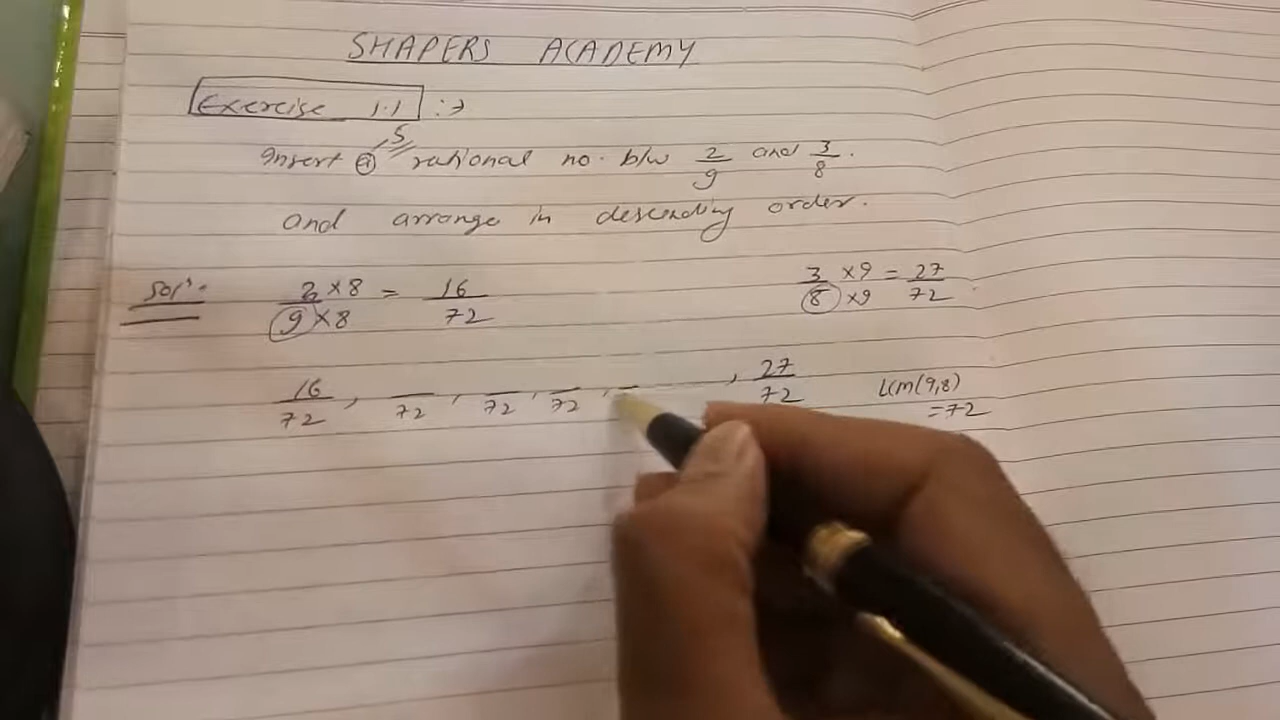 SHAPERS ACADEMY
Exercise 1.1 :→
5
Insert rational no. b/w 2/9 and 3/8.
and arrange in descending order.
Solⁿ. 2/9 ×8/×8 = 16/72 3/8 ×9/×9 = 27/72
16/72, /72, /72, /72, , 27/72 LCM(9,8)
=72